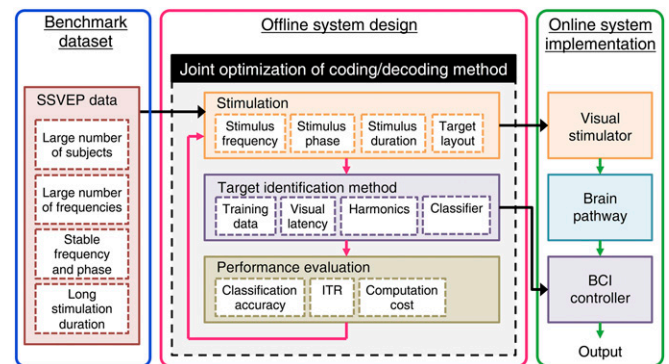 Benchmark
dataset
SSVEP data
Large number
of subjects
Large number
of frequencies
Stable
frequency
and phase
Long
stimulation
duration
Offline system design
Joint optimization of coding/decoding method
Stimulation
Stimulus
frequency
Stimulus
phase
Stimulus
duration
Target
layout
Target identification method
Training
data
Visual
latency
Harmonics
Classifier
Performance evaluation
Classification
accuracy
ITR
Computation
cost
Online system
implementation
Visual
stimulator
Brain
pathway
BCI
controller
Output